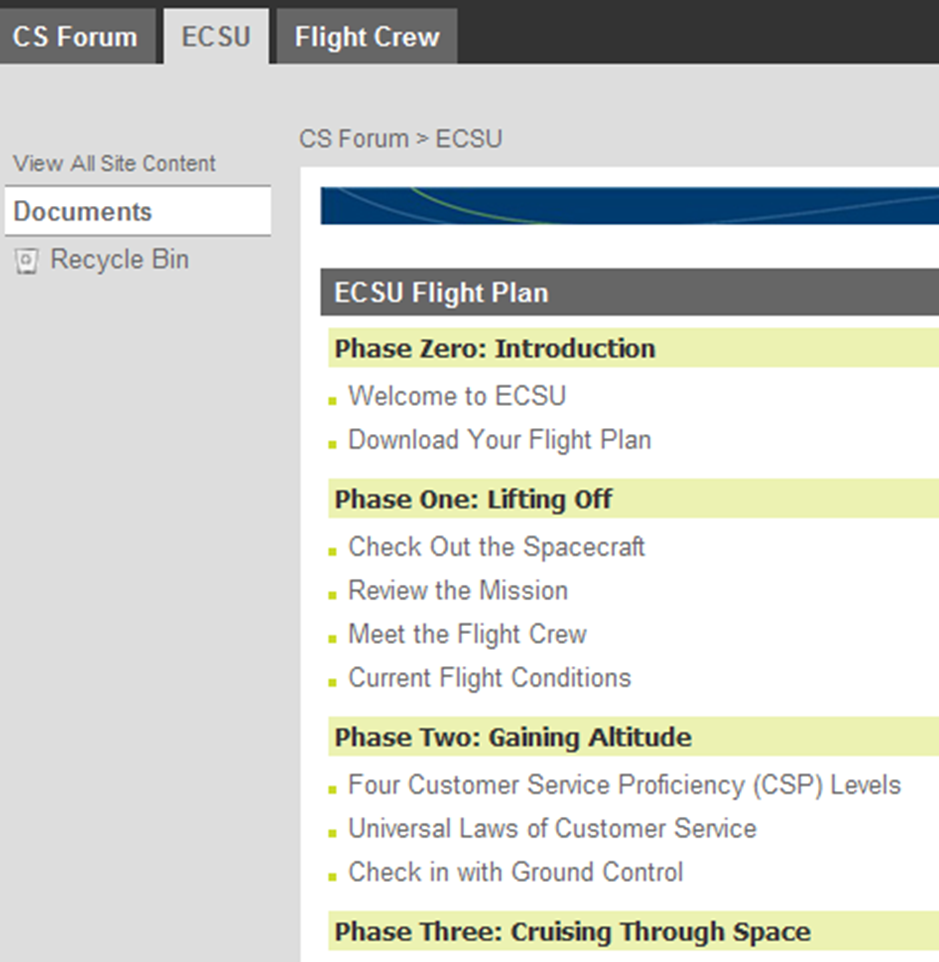 CS Forum ECSU Flight Crew
CS Forum > ECSU
View All Site Content
Documents
Recycle Bin
ECSU Flight Plan
Phase Zero: Introduction
Welcome to ECSU
Download Your Flight Plan
Phase One: Lifting Off
Check Out the Spacecraft
Review the Mission
Meet the Flight Crew
Current Flight Conditions
Phase Two: Gaining Altitude
Four Customer Service Proficiency (CSP) Levels
Universal Laws of Customer Service
Check in with Ground Control
Phase Three: Cruising Through Space